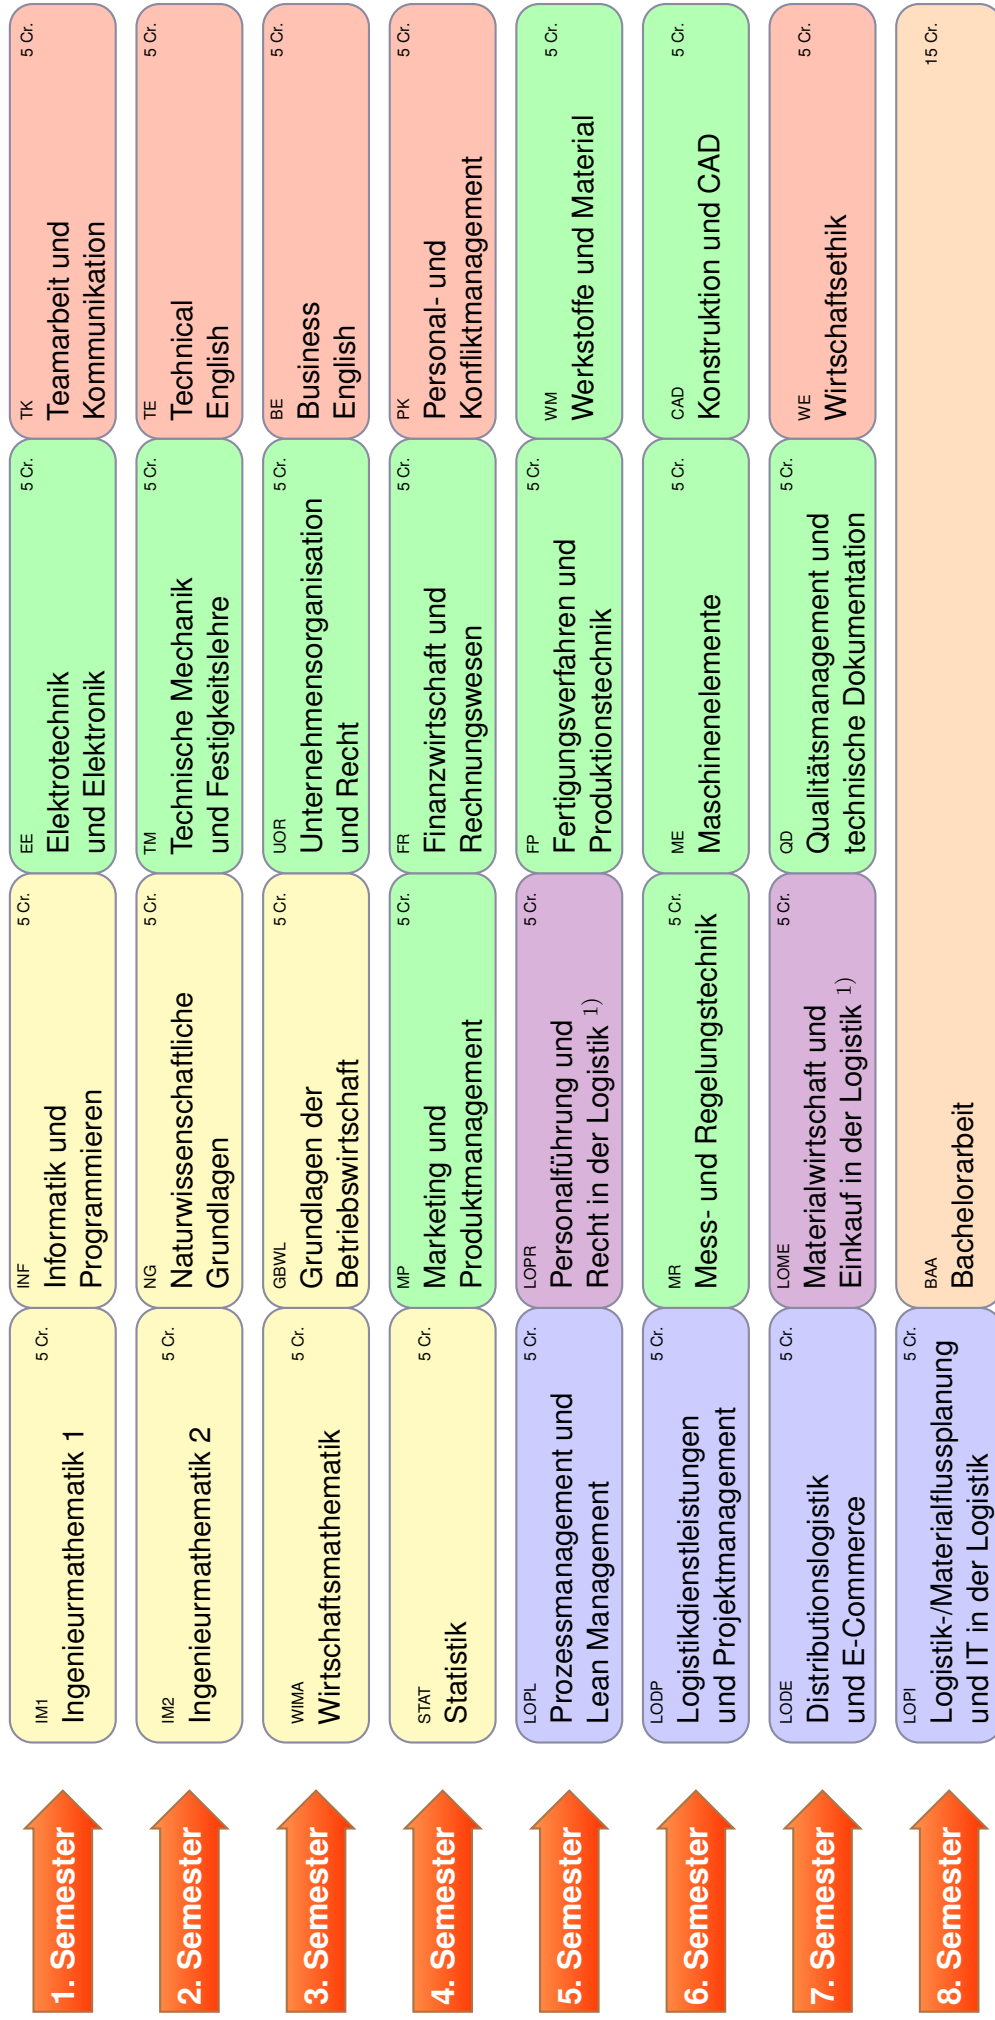 1. Semester
IM1
5 Cr.
Ingenieurmathematik 1
INF
5 Cr.
Informatik und
Programmieren
EE
5 Cr.
Elektrotechnik
und Elektronik
TK
5 Cr.
Teamarbeit und
Kommunikation
2. Semester
IM2
5 Cr.
Ingenieurmathematik 2
NG
5 Cr.
Naturwissenschaftliche
Grundlagen
TM
5 Cr.
Technische Mechanik
und Festigkeitslehre
TE
5 Cr.
Technical
English
3. Semester
WIMA
5 Cr.
Wirtschaftsmathematik
GBWL
5 Cr.
Grundlagen der
Betriebswirtschaft
UOR
5 Cr.
Unternehmensorganisation
und Recht
BE
5 Cr.
Business
English
4. Semester
STAT
5 Cr.
Statistik
MP
5 Cr.
Marketing und
Produktmanagement
FR
5 Cr.
Finanzwirtschaft und
Rechnungswesen
PK
5 Cr.
Personal- und
Konfliktmanagement
5. Semester
LOPL
5 Cr.
Prozessmanagement und
Lean Management
LOPR
5 Cr.
Personalführung und
Recht in der Logistik 1)
FP
5 Cr.
Fertigungsverfahren und
Produktionstechnik
WM
5 Cr.
Werkstoffe und Material
6. Semester
LODP
5 Cr.
Logistikdienstleistungen
und Projektmanagement
MR
5 Cr.
Mess- und Regelungstechnik
ME
5 Cr.
Maschinenelemente
CAD
5 Cr.
Konstruktion und CAD
7. Semester
LODE
5 Cr.
Distributionslogistik
und E-Commerce
LOME
5 Cr.
Materialwirtschaft und
Einkauf in der Logistik 1)
QD
5 Cr.
Qualitätsmanagement und
technische Dokumentation
WE
5 Cr.
Wirtschaftsethik
8. Semester
LOPI
5 Cr.
Logistik-/Materialflussplanung
und IT in der Logistik
BAA
15 Cr.
Bachelorarbeit